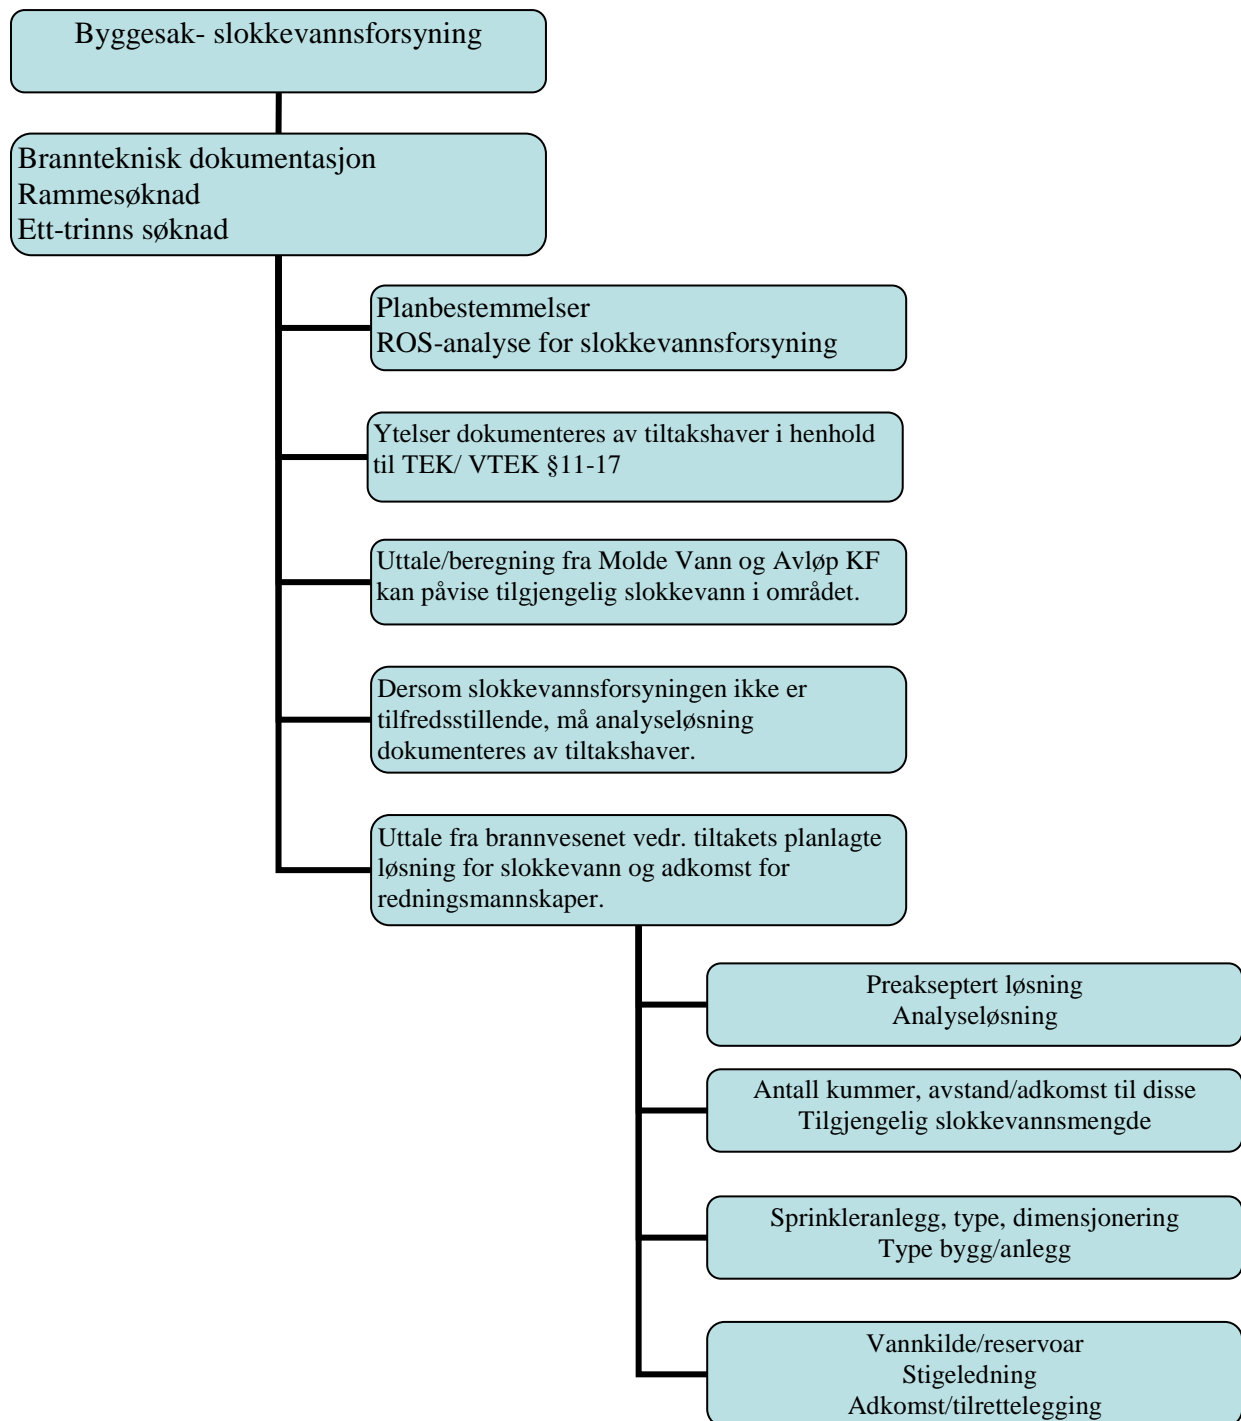 Byggesak- slokkevannsforsyning
Brannteknisk dokumentasjon
Rammesøknad
Ett-trinns søknad
Planbestemmelser
ROS-analyse for slokkevannsforsyning
Ytelser dokumenteres av tiltakshaver i henhold
til TEK/ VTEK §11-17
Uttale/beregning fra Molde Vann og Avløp KF
kan påvise tilgjengelig slokkevann i området.
Dersom slokkevannsforsyningen ikke er
tilfredsstillende, må analyseløsning
dokumenteres av tiltakshaver.
Uttale fra brannvesenet vedr. tiltakets planlagte
løsning for slokkevann og adkomst for
redningsmannskaper.
Preakseptert løsning
Analyseløsning
Antall kummer, avstand/adkomst til disse
Tilgjengelig slokkevannsmengde
Sprinkleranlegg, type, dimensjonering
Type bygg/anlegg
Vannkilde/reservoar
Stigeledning
Adkomst/tilrettelegging